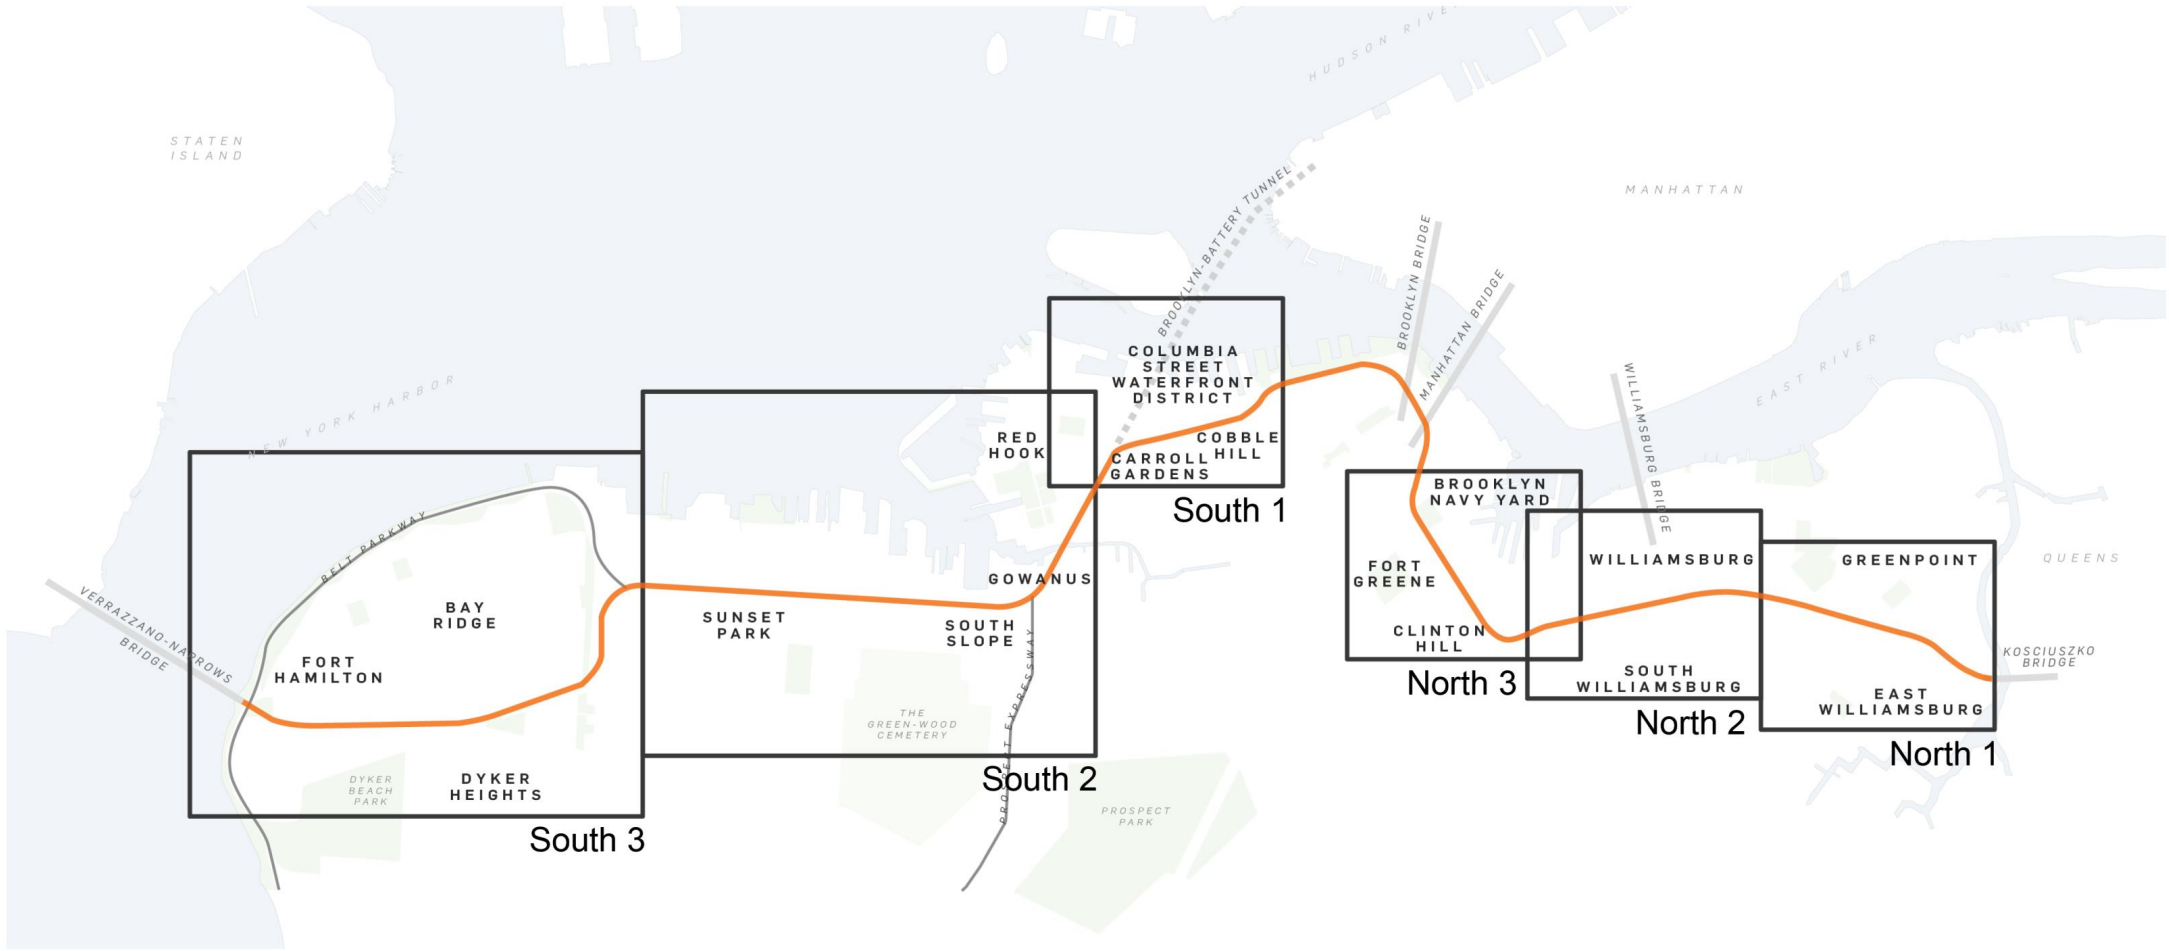 HUDSON RIVE
STATEN
ISLAND
MANHATTAN
BROOKLYN-BATTERY TUNNEL
BROOKLYN BRIDGE
MANHATTAN BRIDGE
WILLIAMSBURG BRIDGE
EAST RIVER
NEW YORK HARBOR
COLUMBIA
STREET
WATERFRONT
DISTRICT
RED
HOOK
COBBLE
HILL
CARROLL
GARDENS
South 1
BROOKLYN
NAVY YARD
BELT PARKWAY
WILLIAMSBURG
GREENPOINT
QUEENS
FORT
GREENE
GOWANUS
BAY
RIDGE
SUNSET
PARK
SOUTH
SLOPE
CLINTON
HILL
VERRAZZANO-NARROWS
BRIDGE
FORT
HAMILTON
KOSCIUSZKO
BRIDGE
SOUTH
WILLIAMSBURG
North 3
EAST
WILLIAMSBURG
THE
GREEN-WOOD
CEMETERY
PROSPECT EXPRESSWAY
North 2
North 1
DYKER
BEACH
PARK
DYKER
HEIGHTS
South 2
PROSPECT
PARK
South 3